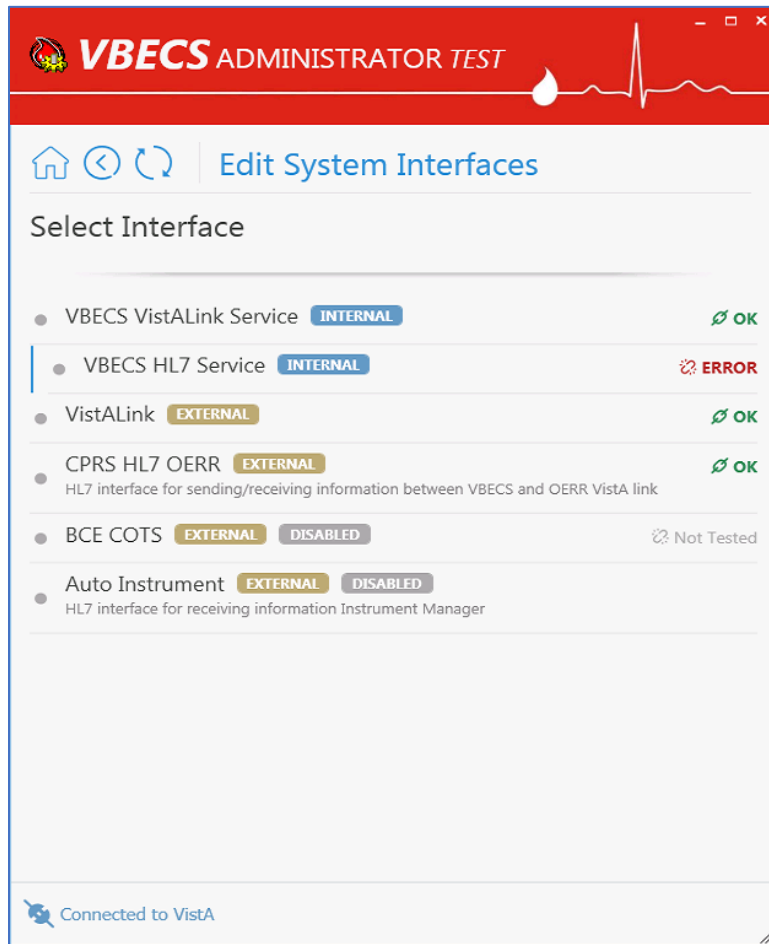 VBECS ADMINISTRATOR TEST
Edit System Interfaces
Select Interface
VBECS VistALink Service INTERNAL OK
VBECS HL7 Service INTERNAL ERROR
VistALink EXTERNAL OK
CPRS HL7 OERR EXTERNAL OK
HL7 interface for sending/receiving information between VBECS and OERR VistA link
BCE COTS EXTERNAL DISABLED Not Tested
Auto Instrument EXTERNAL DISABLED
HL7 interface for receiving information Instrument Manager
Connected to VistA